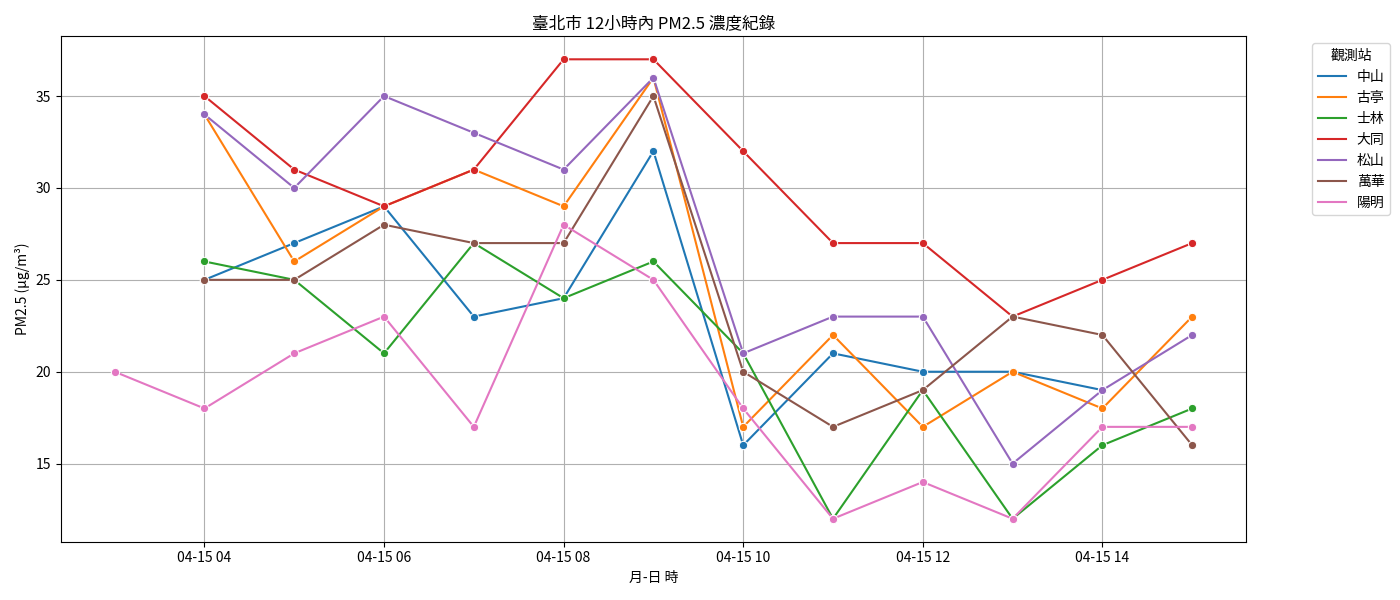 臺北市 12小時內 PM2.5 濃度紀錄
PM2.5 (μg/m³)
35
30
25
20
15
04-15 04
04-15 06
04-15 08
04-15 10
04-15 12
04-15 14
月-日 時
觀測站
中山
古亭
士林
大同
松山
萬華
陽明